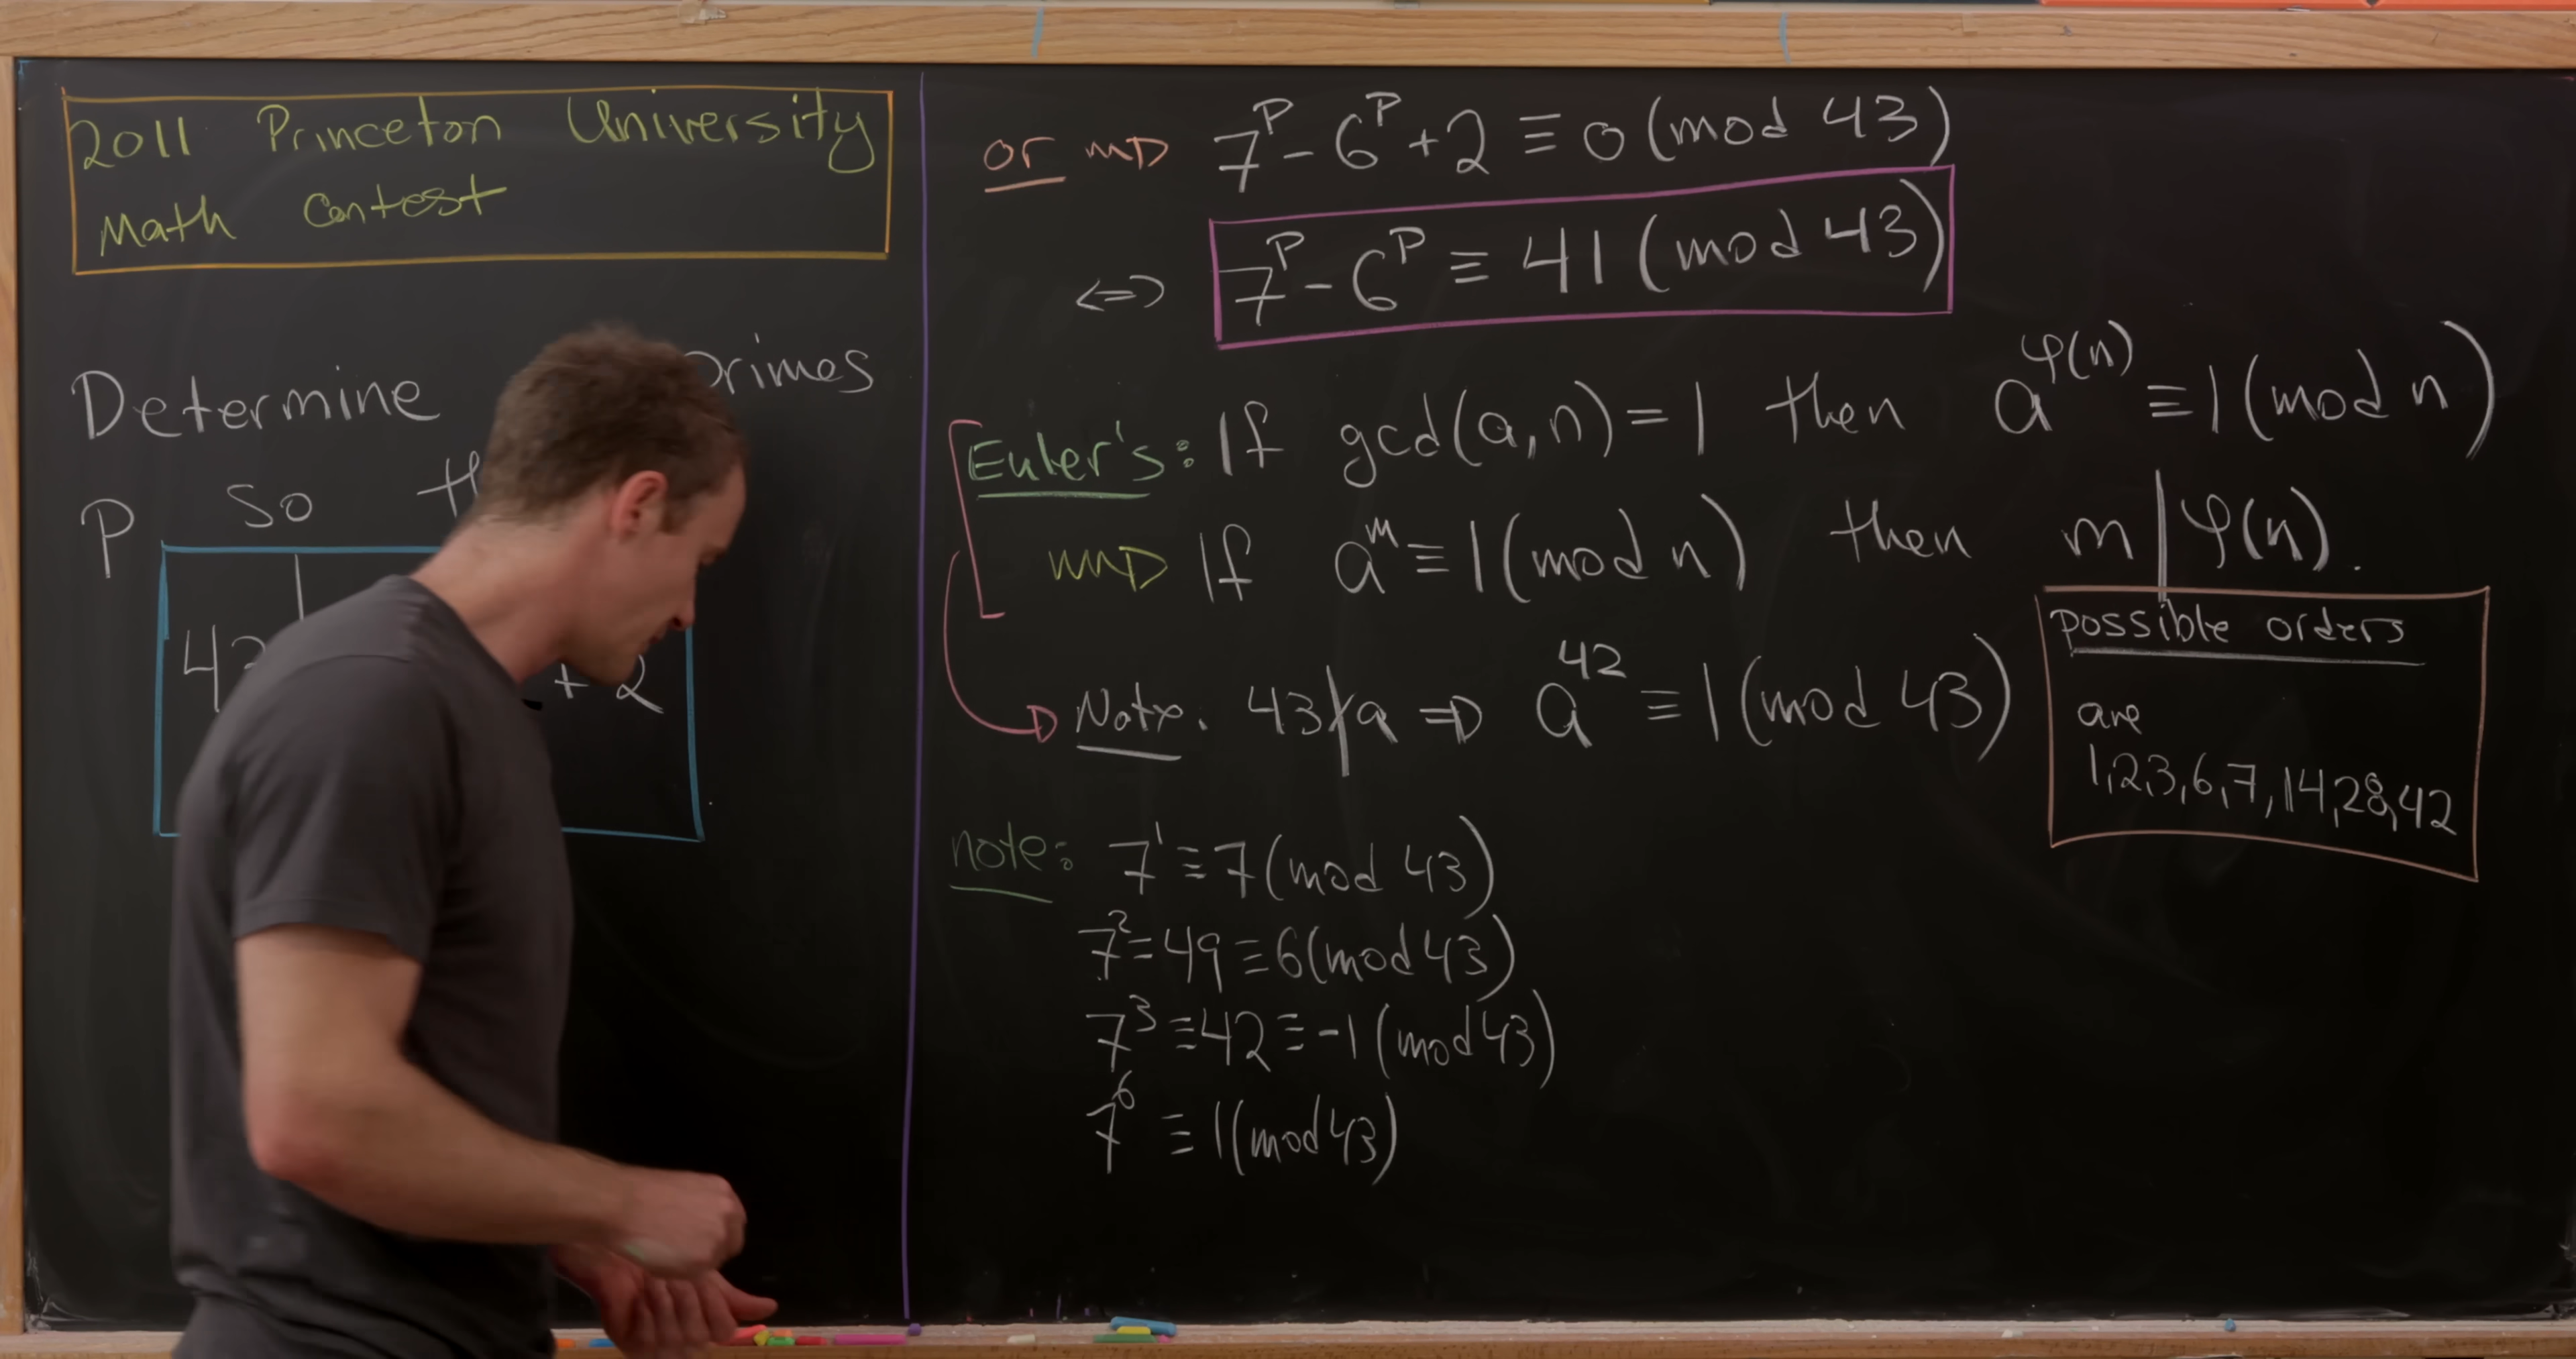 2011 Princeton University
Math Contest
Determine
P so
+ 2
or ⇝ 7^P - 6^P + 2 ≡ 0 (mod 43)
⇔ 7^P - 6^P ≡ 41 (mod 43)
Euler's: If gcd(a,n)=1 then a^φ(n) ≡ 1 (mod n)
⇝ If a^m ≡ 1 (mod n) then m | φ(n).
Note: 43∤a ⇒ a^42 ≡ 1 (mod 43)
possible orders
are
1,2,3,6,7,14,28,42
note: 7^1 ≡ 7 (mod 43)
7^2 = 49 ≡ 6 (mod 43)
7^3 ≡ 42 ≡ -1 (mod 43)
7^6 ≡ 1 (mod 43)